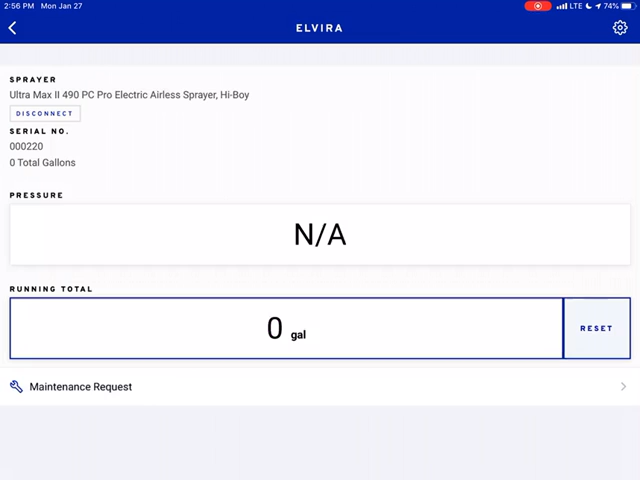 2:56 PM Mon Jan 27
LTE 74%
ELVIRA
SPRAYER
Ultra Max II 490 PC Pro Electric Airless Sprayer, Hi-Boy
DISCONNECT
SERIAL NO.
000220
0 Total Gallons
PRESSURE
N/A
RUNNING TOTAL
0 gal
RESET
Maintenance Request